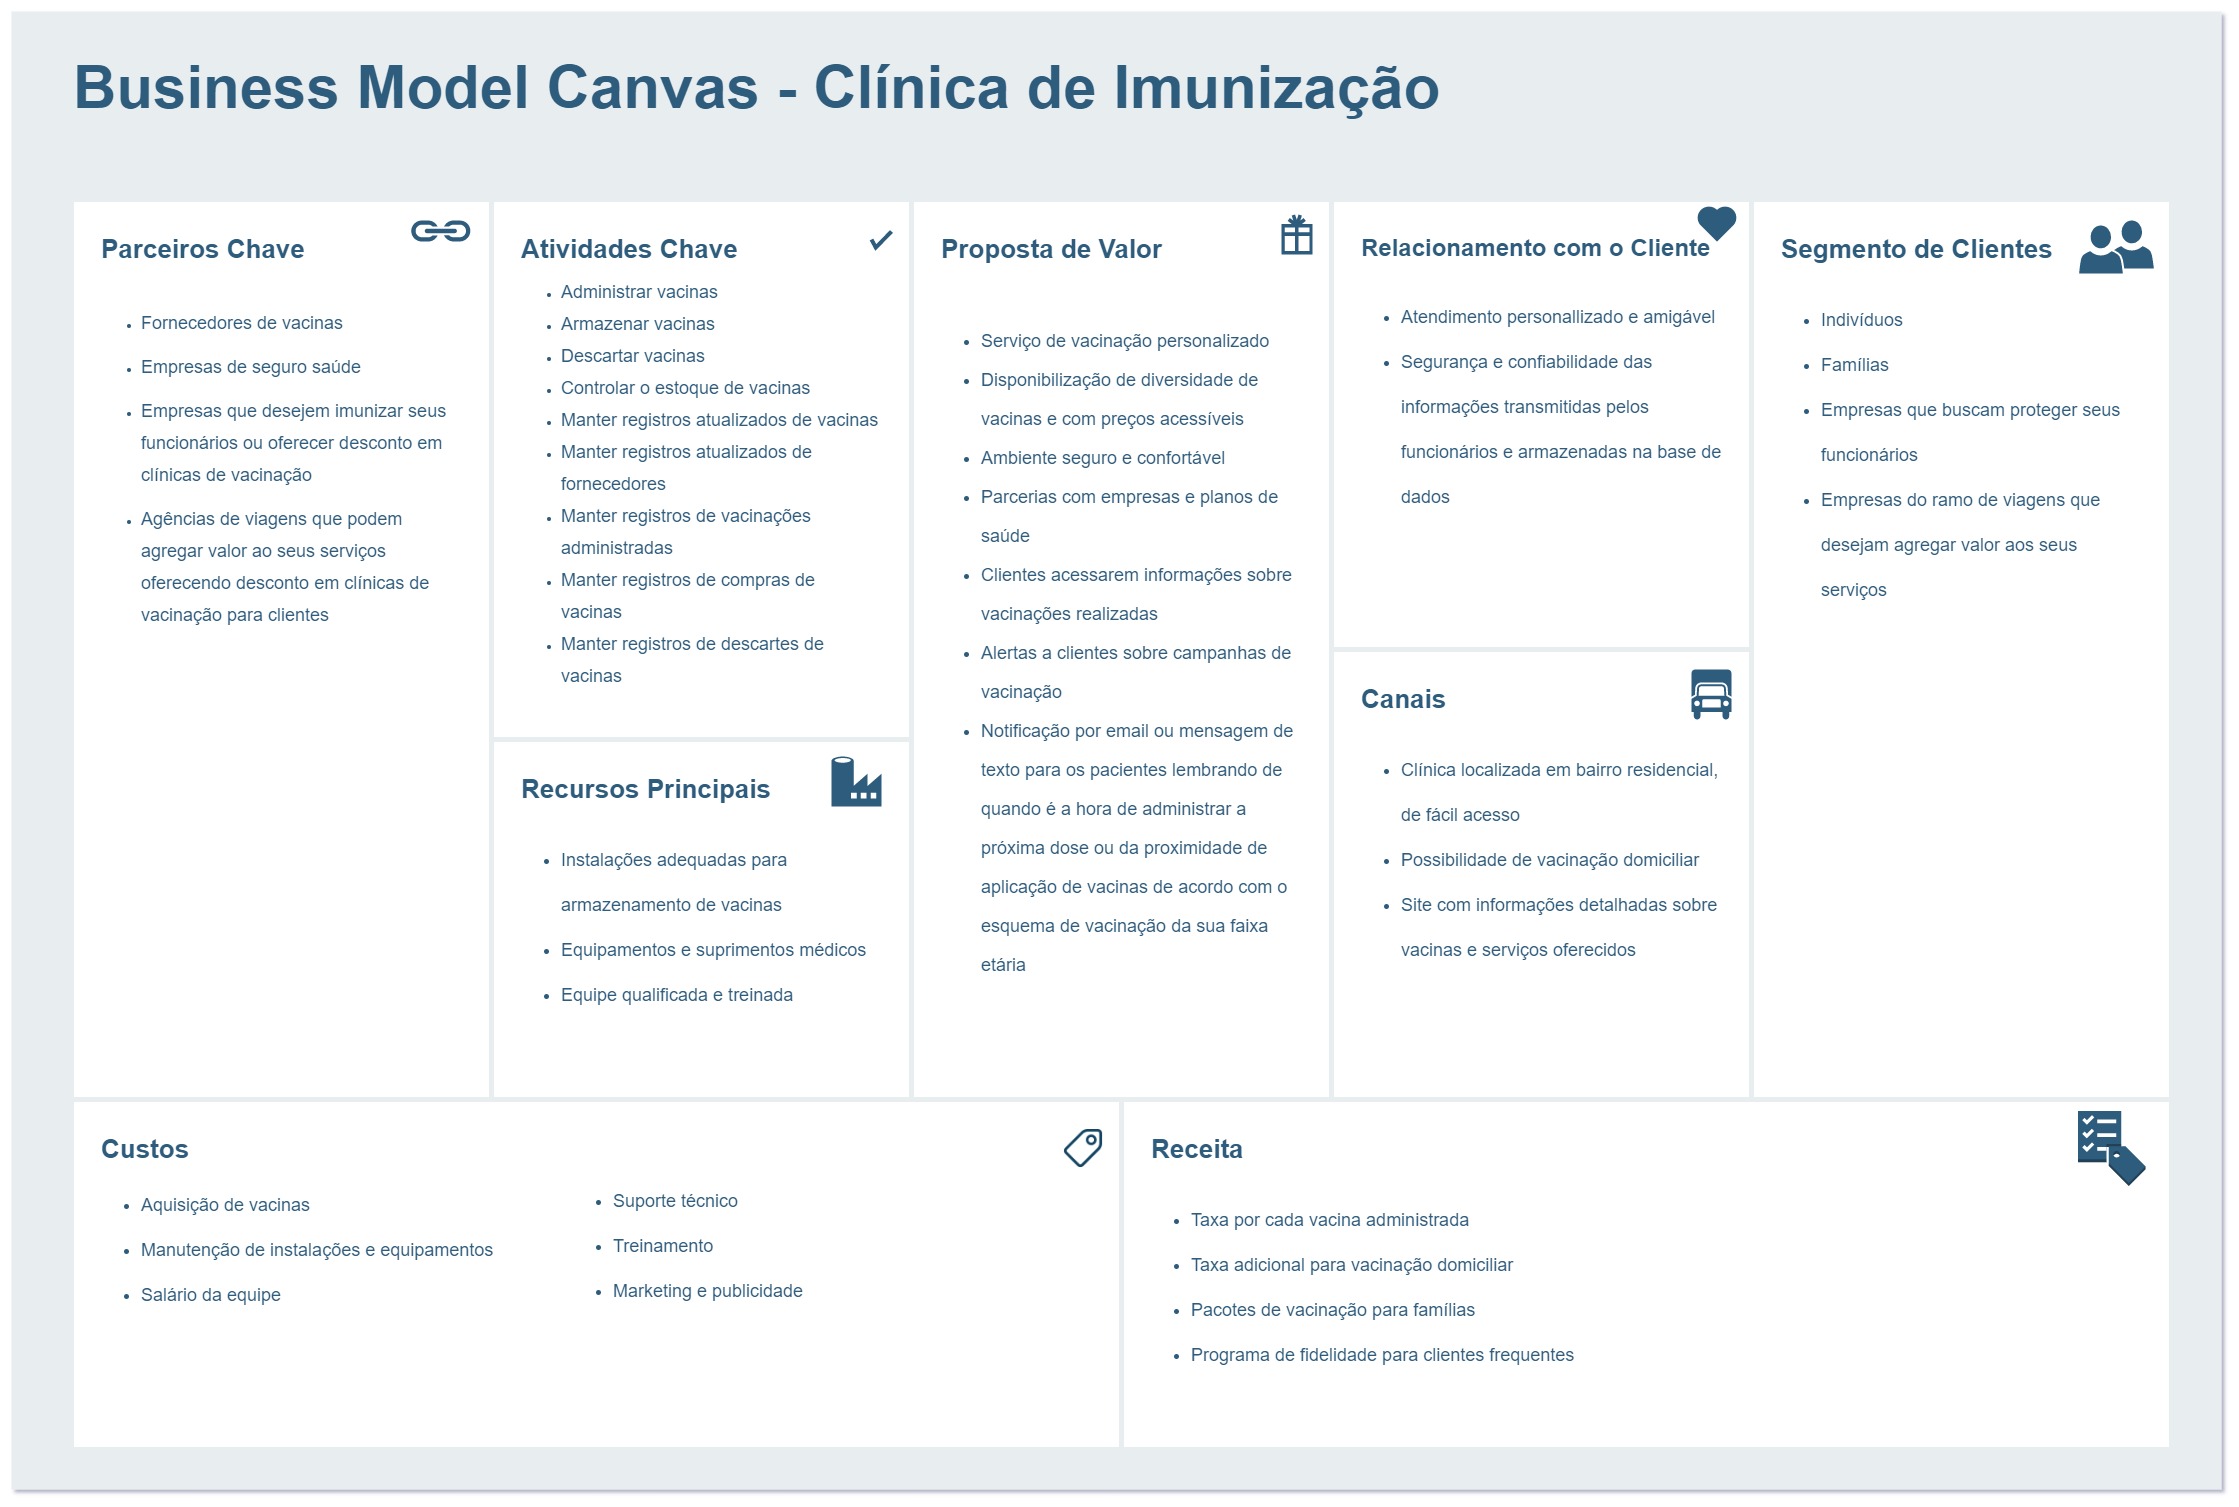 Business Model Canvas - Clínica de Imunização
Parceiros Chave
Fornecedores de vacinas
Empresas de seguro saúde
Empresas que desejem imunizar seus
funcionários ou oferecer desconto em
clínicas de vacinação
Agências de viagens que podem
agregar valor ao seus serviços
oferecendo desconto em clínicas de
vacinação para clientes
Atividades Chave
Administrar vacinas
Armazenar vacinas
Descartar vacinas
Controlar o estoque de vacinas
Manter registros atualizados de vacinas
Manter registros atualizados de
fornecedores
Manter registros de vacinações
administradas
Manter registros de compras de
vacinas
Manter registros de descartes de
vacinas
Recursos Principais
Instalações adequadas para
armazenamento de vacinas
Equipamentos e suprimentos médicos
Equipe qualificada e treinada
Proposta de Valor
Serviço de vacinação personalizado
Disponibilização de diversidade de
vacinas e com preços acessíveis
Ambiente seguro e confortável
Parcerias com empresas e planos de
saúde
Clientes acessarem informações sobre
vacinações realizadas
Alertas a clientes sobre campanhas de
vacinação
Notificação por email ou mensagem de
texto para os pacientes lembrando de
quando é a hora de administrar a
próxima dose ou da proximidade de
aplicação de vacinas de acordo com o
esquema de vacinação da sua faixa
etária
Relacionamento com o Cliente
Atendimento personallizado e amigável
Segurança e confiabilidade das
informações transmitidas pelos
funcionários e armazenadas na base de
dados
Canais
Clínica localizada em bairro residencial,
de fácil acesso
Possibilidade de vacinação domiciliar
Site com informações detalhadas sobre
vacinas e serviços oferecidos
Segmento de Clientes
Indivíduos
Famílias
Empresas que buscam proteger seus
funcionários
Empresas do ramo de viagens que
desejam agregar valor aos seus
serviços
Custos
Aquisição de vacinas
Manutenção de instalações e equipamentos
Salário da equipe
Suporte técnico
Treinamento
Marketing e publicidade
Receita
Taxa por cada vacina administrada
Taxa adicional para vacinação domiciliar
Pacotes de vacinação para famílias
Programa de fidelidade para clientes frequentes